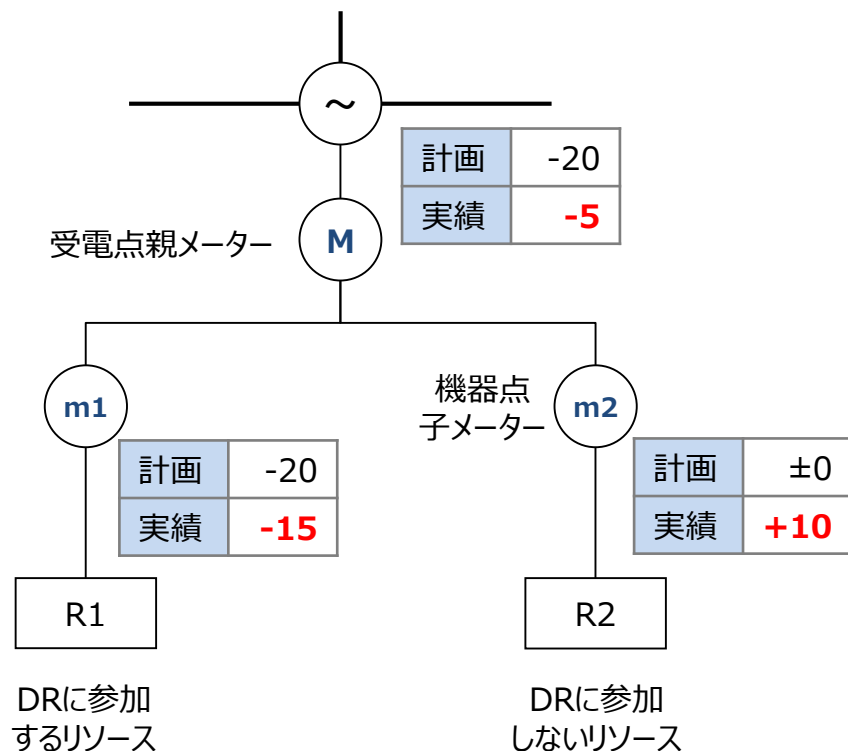 ~
計画 -20
実績 -5
受電点親メーター
M
m1
機器点
子メーター
m2
計画 -20
実績 -15
計画 ±0
実績 +10
R1
R2
DRに参加
するリソース
DRに参加
しないリソース